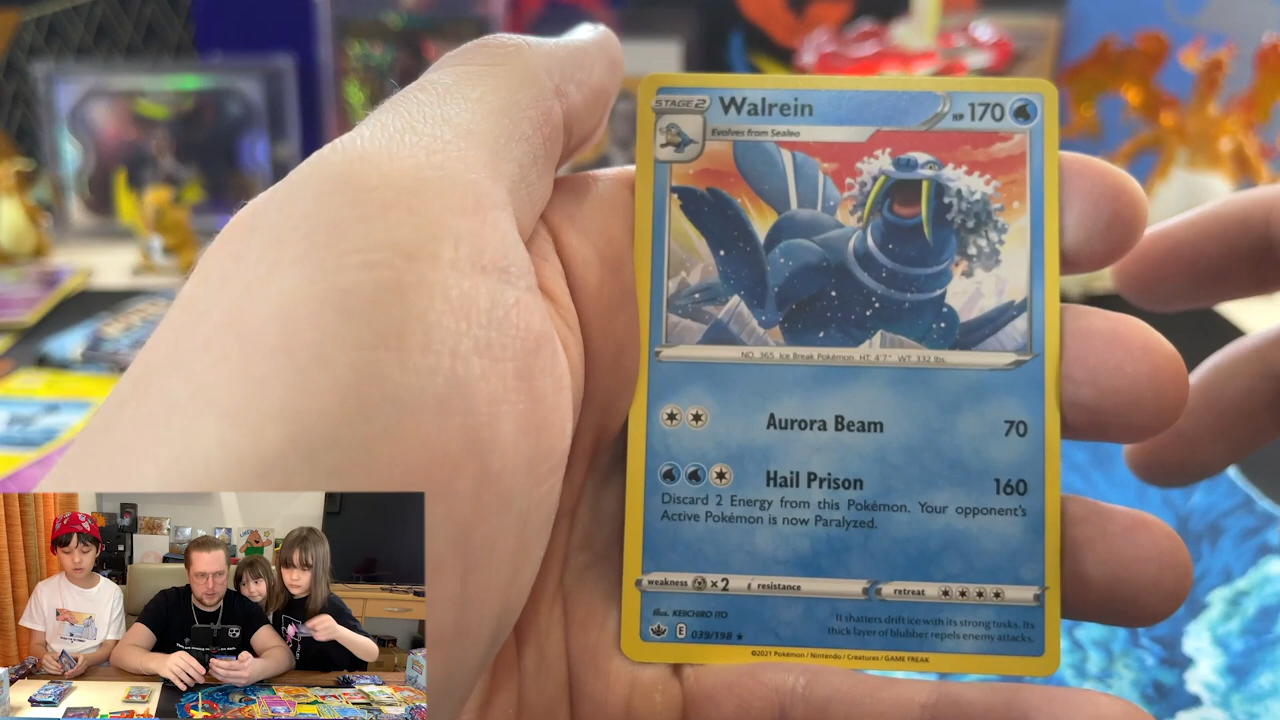 STAGE 2 Walrein HP 170
Evolves from Sealeo
NO. 365 Ice Break Pokémon HT: 4'7" WT: 332 lbs.
Aurora Beam 70
Hail Prison 160
Discard 2 Energy from this Pokémon. Your opponent's
Active Pokémon is now Paralyzed.
weakness ×2 resistance retreat
Illus. KEIICHIRO ITO
It shatters drift ice with its strong tusks. Its
thick layer of blubber repels enemy attacks.
E 039/198 ★
©2021 Pokémon / Nintendo / Creatures / GAME FREAK